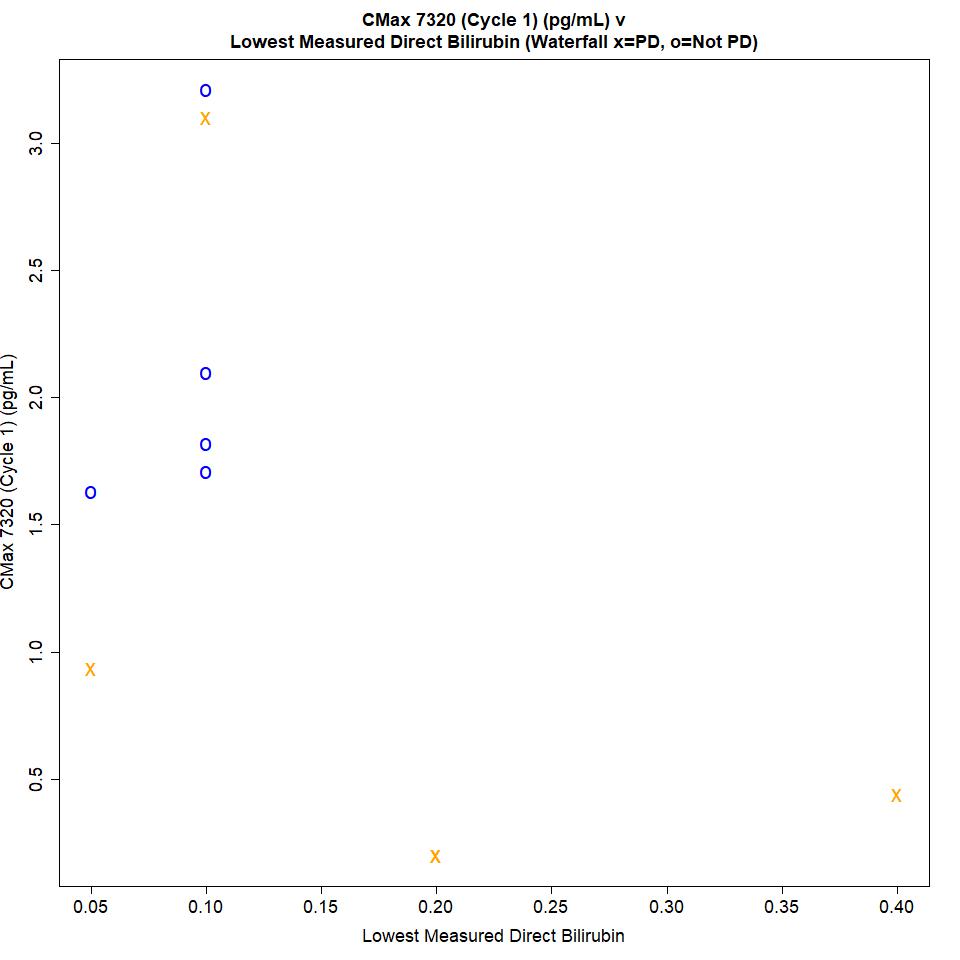 CMax 7320 (Cycle 1) (pg/mL) v
Lowest Measured Direct Bilirubin (Waterfall x=PD, o=Not PD)
CMax 7320 (Cycle 1) (pg/mL)
3.0
2.5
2.0
1.5
1.0
0.5
o
x
o
o
o
o
x
x
x
0.05 0.10 0.15 0.20 0.25 0.30 0.35 0.40
Lowest Measured Direct Bilirubin